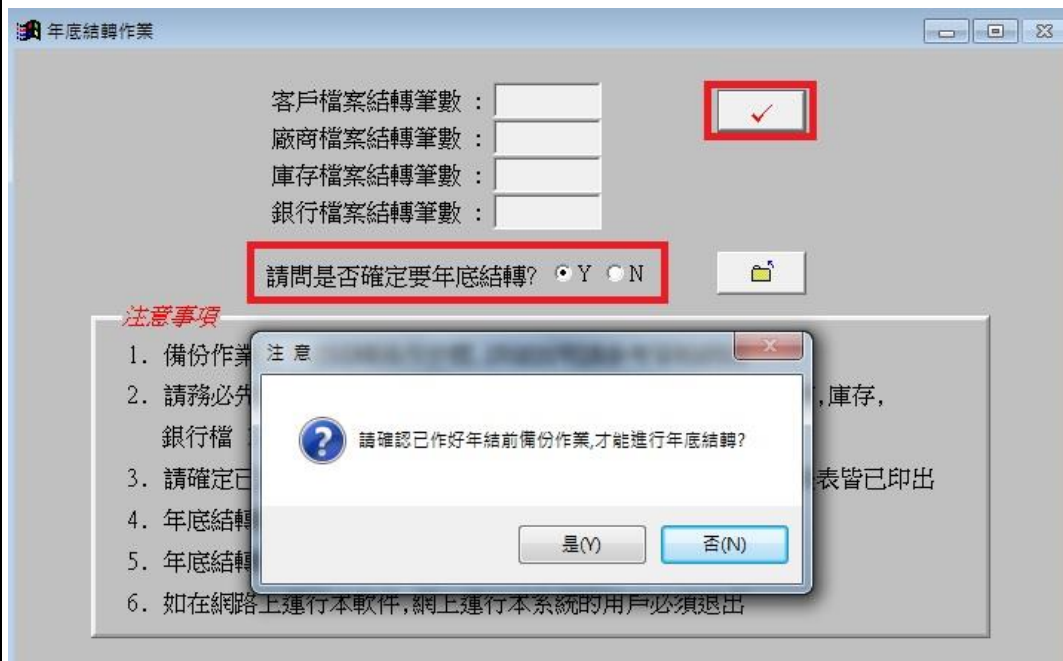 年底結轉作業
客戶檔案結轉筆數 :
廠商檔案結轉筆數 :
庫存檔案結轉筆數 :
銀行檔案結轉筆數 :
請問是否確定要年底結轉? Y N
注意事項
1. 備份作業
2. 請務必先 ,庫存,
銀行檔
3. 請確定已 表皆已印出
4. 年底結轉
5. 年底結轉
6. 如在網路上運行本軟件,網上運行本系統的用戶必須退出
注 意
請確認已作好年結前備份作業,才能進行年底結轉?
是(Y) 否(N)